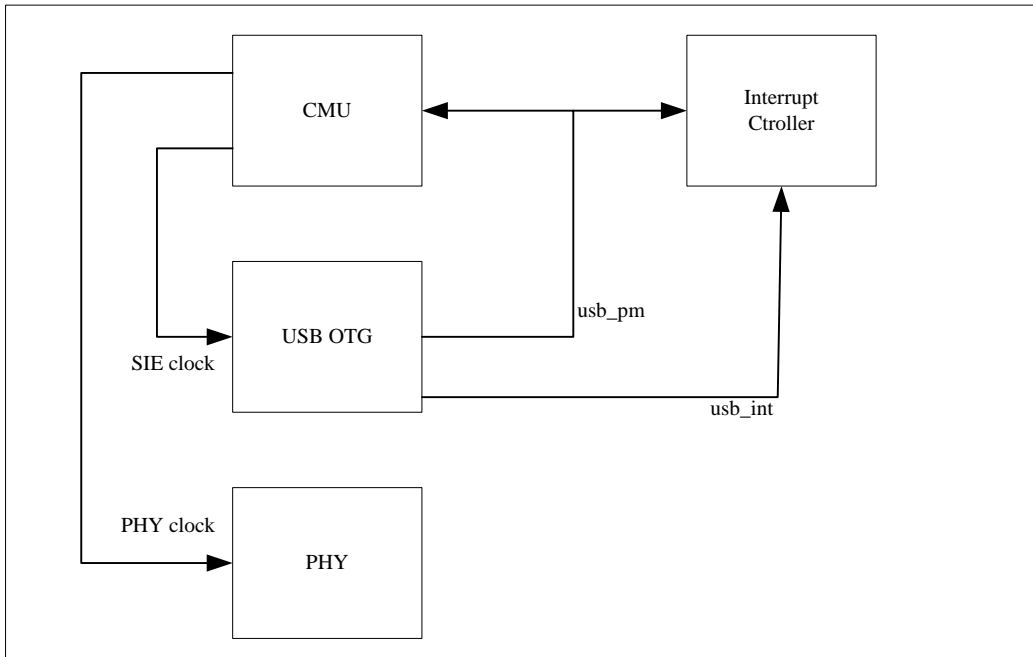 CMU
Interrupt
Ctroller
usb_pm
USB OTG
SIE clock
usb_int
PHY clock
PHY